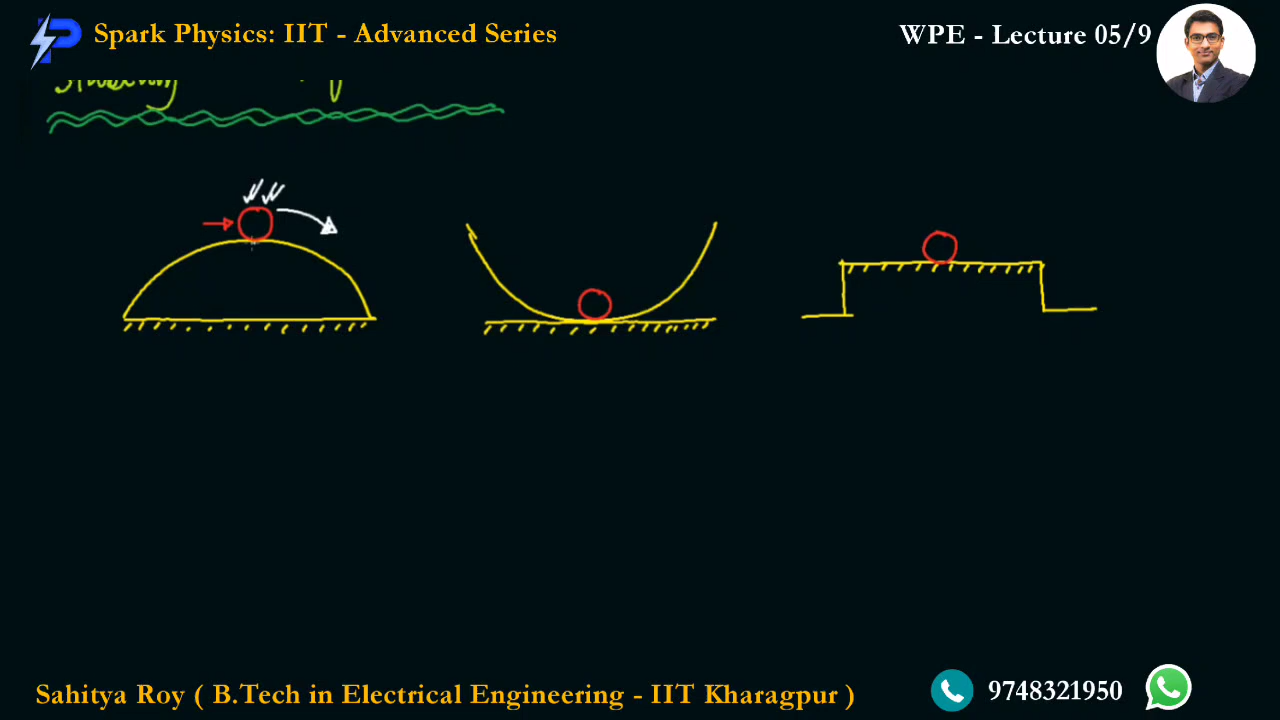 Spark Physics: IIT - Advanced Series
WPE - Lecture 05/9
Sahitya Roy ( B.Tech in Electrical Engineering - IIT Kharagpur )
9748321950